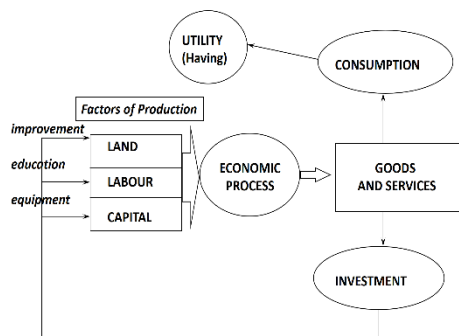 UTILITY
(Having)
CONSUMPTION
Factors of Production
improvement
LAND
education
LABOUR
equipment
CAPITAL
ECONOMIC
PROCESS
GOODS
AND SERVICES
INVESTMENT